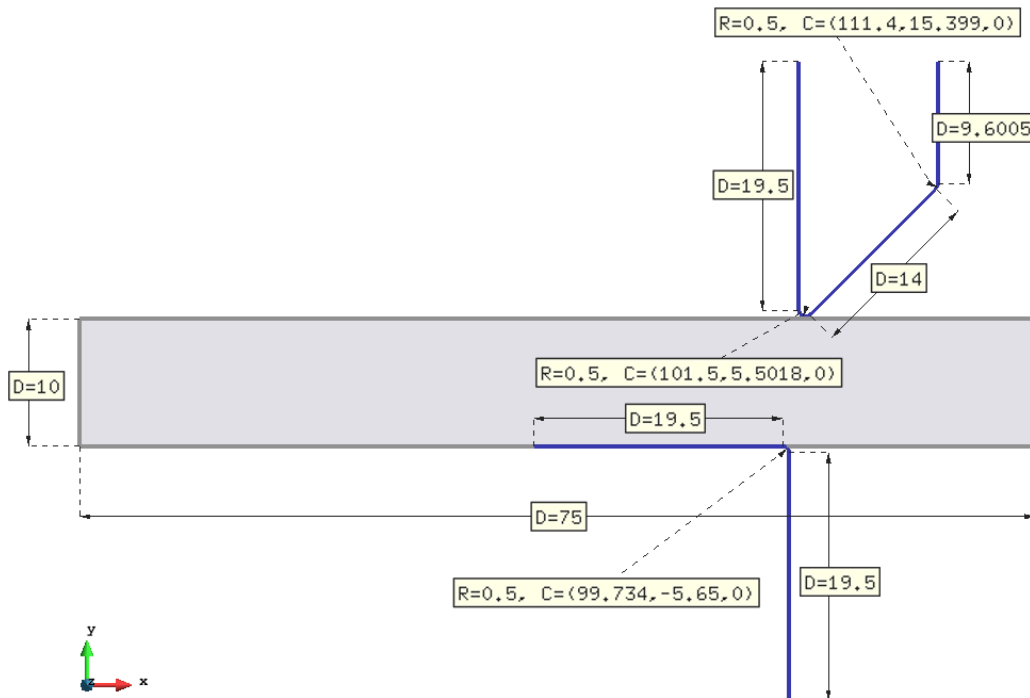 R=0.5, C=(111.4,15.399,0)
D=9.6005
D=19.5
D=14
R=0.5, C=(101.5,5.5018,0)
D=10
D=19.5
D=75
D=19.5
R=0.5, C=(99.734,-5.65,0)
y
z
x